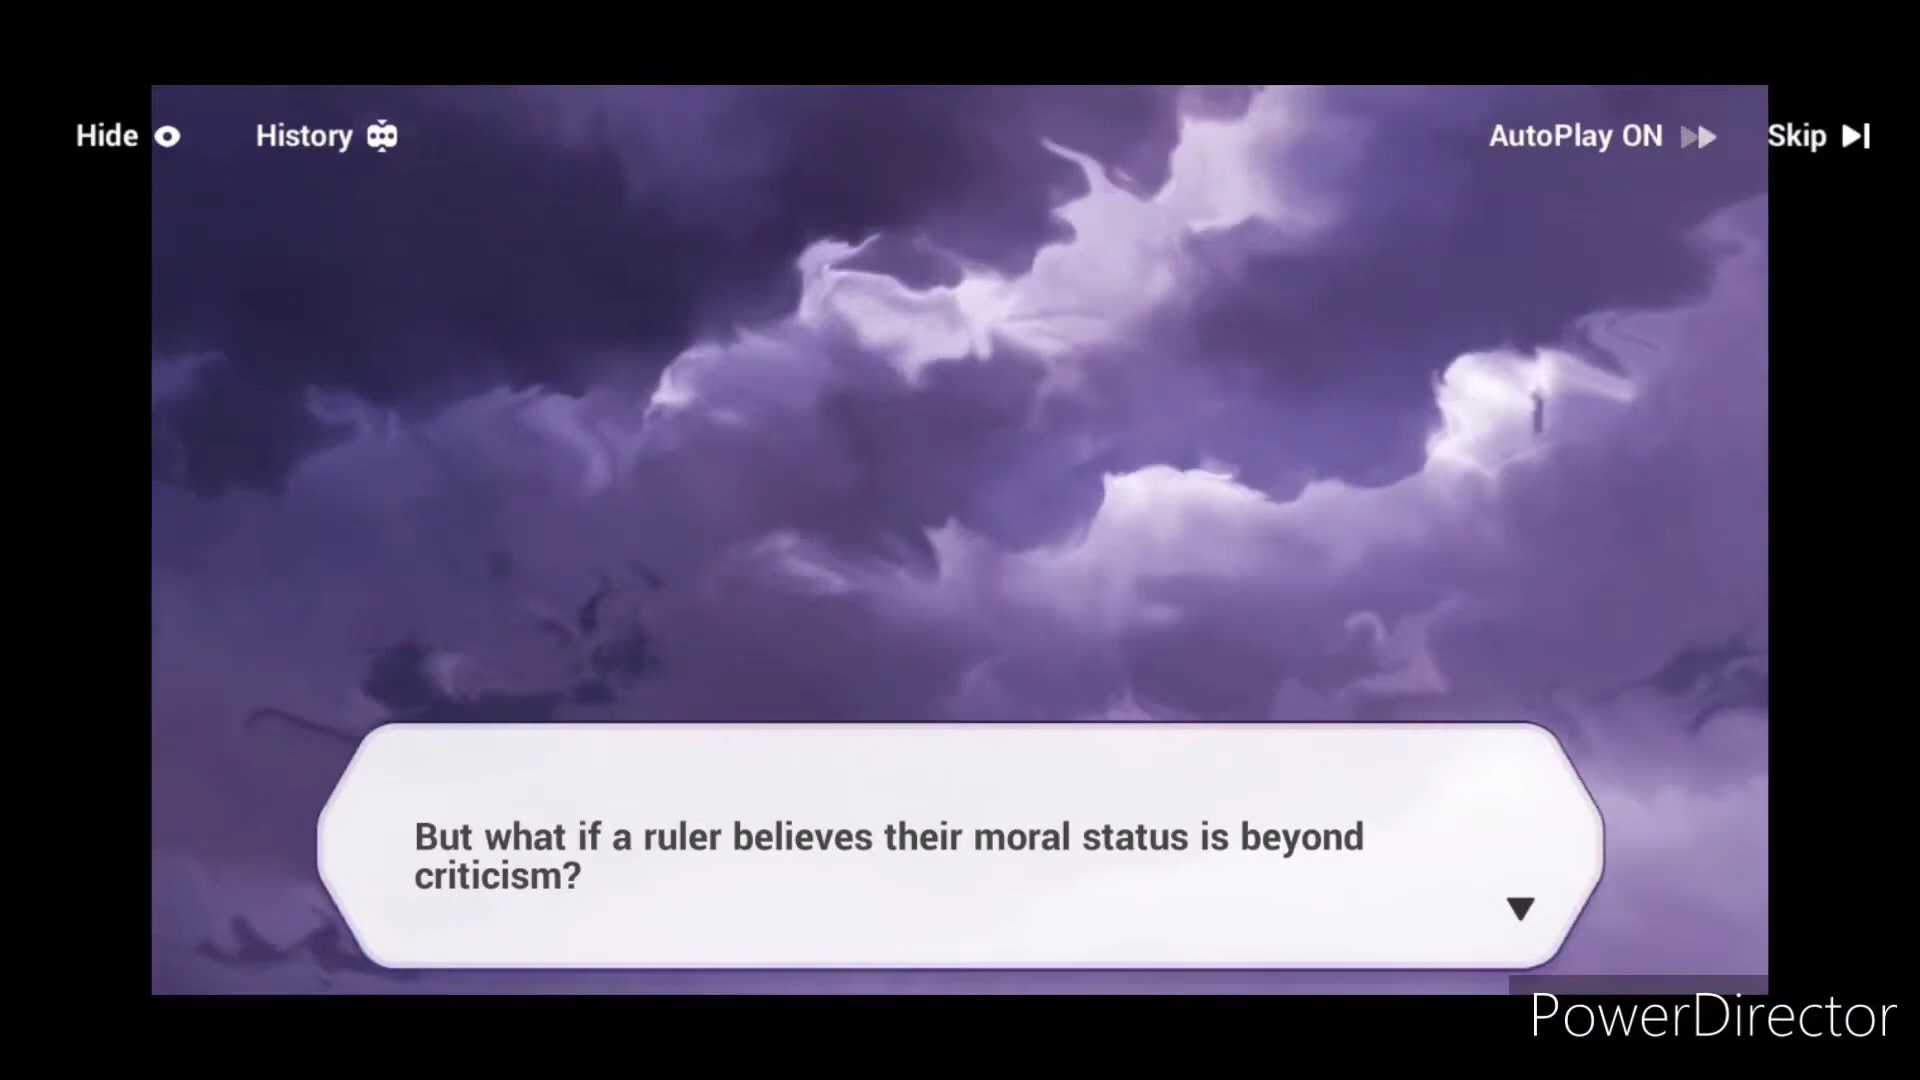 Hide
History
AutoPlay ON
Skip
But what if a ruler believes their moral status is beyond
criticism?
PowerDirector